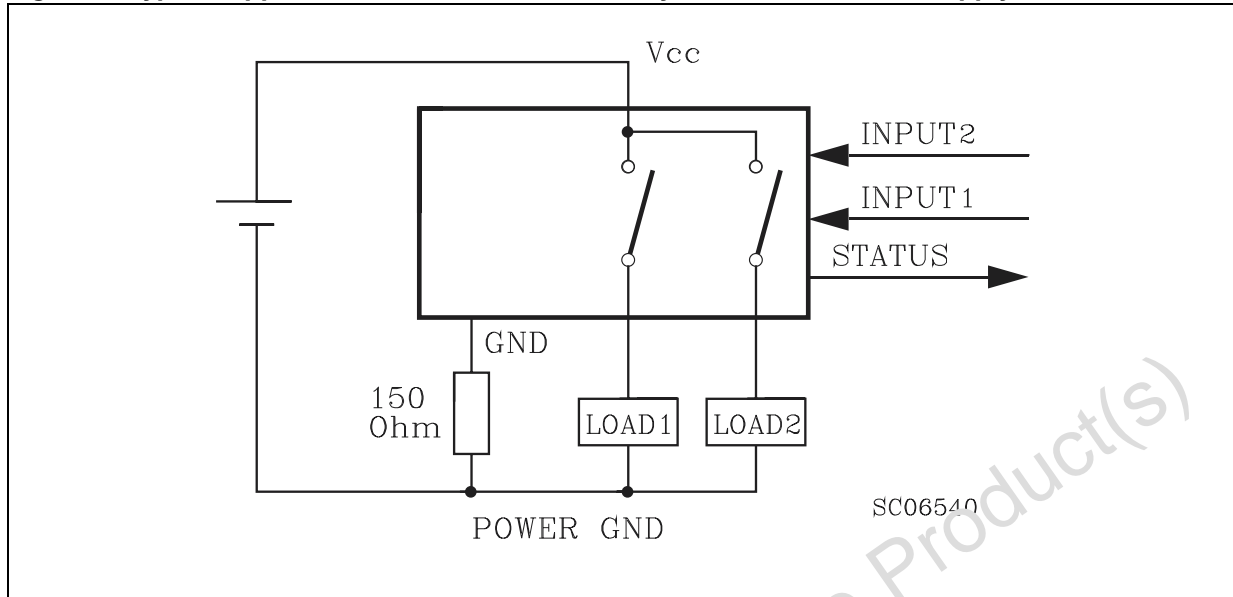 Vcc
INPUT2
INPUT1
STATUS
GND
150
Ohm
LOAD1
LOAD2
SC06540
POWER GND
Product(s)